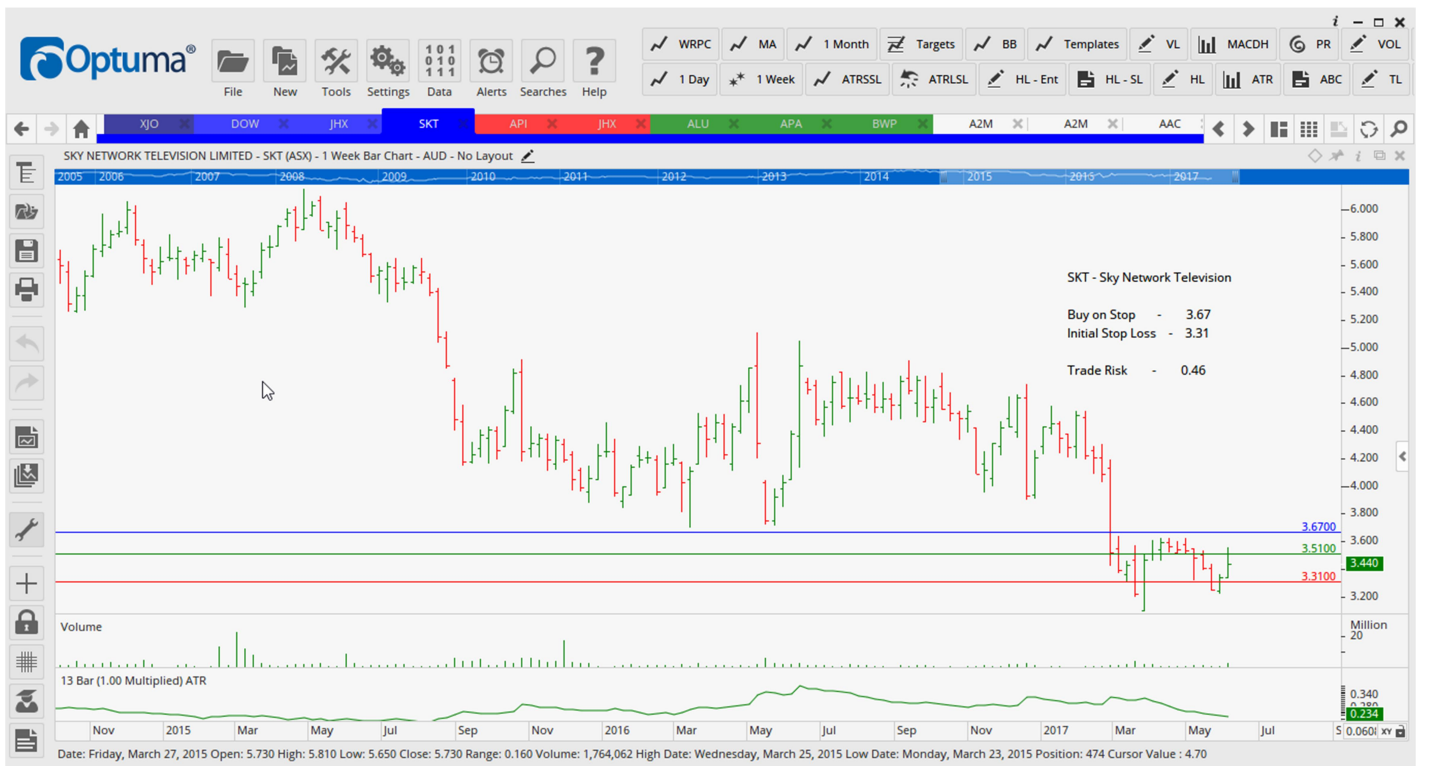 i
Optuma®
WRPC MA 1 Month Targets BB Templates VL MACDH PR VOL
1 Day 1 Week ATRSSL ATRLSL HL - Ent HL - SL HL ATR ABC TL
101
010
111
File New Tools Settings Data Alerts Searches Help
XJO DOW JHX SKT API JHX ALU APA BWP A2M A2M AAC
SKY NETWORK TELEVISION LIMITED - SKT (ASX) - 1 Week Bar Chart - AUD - No Layout
2005 2006 2007 2008 2009 2010 2011 2012 2013 2014 2015 2016 2017
6.000
5.800
5.600
5.400
5.200
5.000
4.800
4.600
4.400
4.200
4.000
3.800
3.600
3.440
3.200
SKT - Sky Network Television
Buy on Stop - 3.67
Initial Stop Loss - 3.31
Trade Risk - 0.46
3.6700
3.5100
3.3100
Volume
Million
20
13 Bar (1.00 Multiplied) ATR
0.340
0.234
Nov 2015 Mar May Jul Sep Nov 2016 Mar May Jul Sep Nov 2017 Mar May Jul S 0.060 XY
Date: Friday, March 27, 2015 Open: 5.730 High: 5.810 Low: 5.650 Close: 5.730 Range: 0.160 Volume: 1,764,062 High Date: Wednesday, March 25, 2015 Low Date: Monday, March 23, 2015 Position: 474 Cursor Value : 4.70